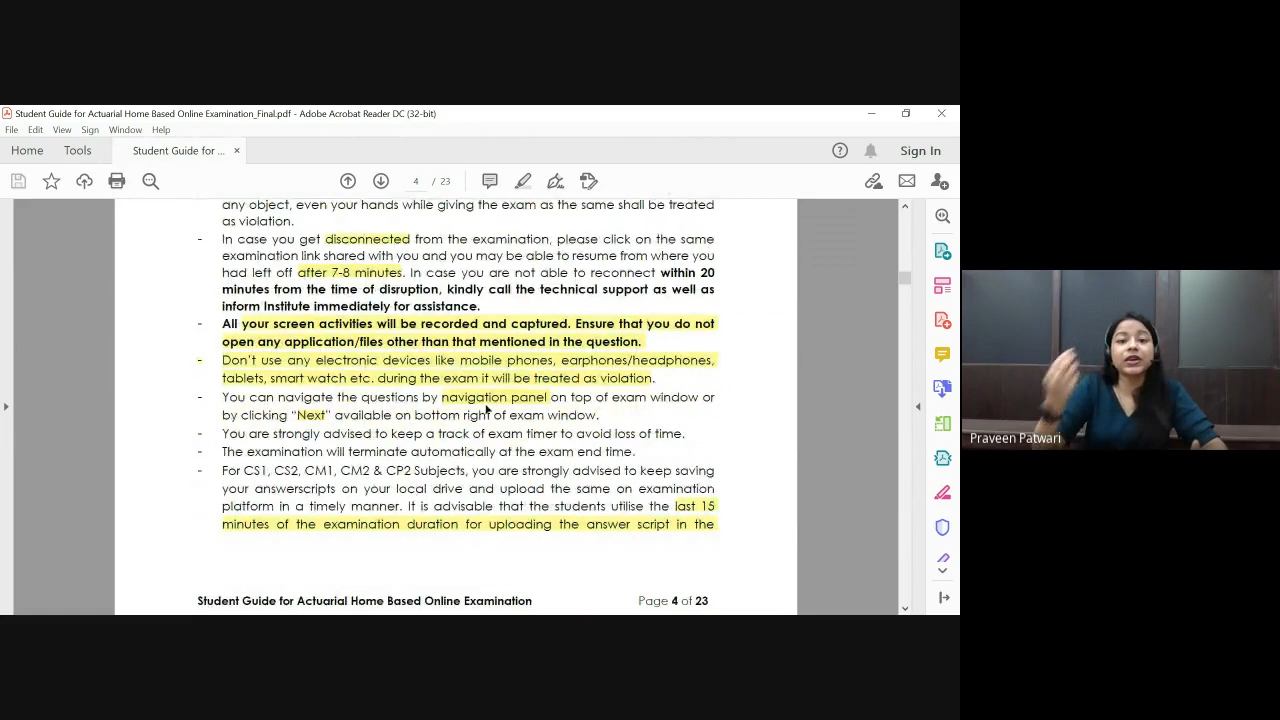 Student Guide for Actuarial Home Based Online Examination_Final.pdf - Adobe Acrobat Reader DC (32-bit)
File Edit View Sign Window Help
Home Tools Student Guide for ... × Sign In
4 / 23
any object, even your hands while giving the exam as the same shall be treated
as violation.
- In case you get disconnected from the examination, please click on the same
examination link shared with you and you may be able to resume from where you
had left off after 7-8 minutes. In case you are not able to reconnect within 20
minutes from the time of disruption, kindly call the technical support as well as
inform Institute immediately for assistance.
- All your screen activities will be recorded and captured. Ensure that you do not
open any application/files other than that mentioned in the question.
- Don't use any electronic devices like mobile phones, earphones/headphones,
tablets, smart watch etc. during the exam it will be treated as violation.
- You can navigate the questions by navigation panel on top of exam window or
by clicking "Next" available on bottom right of exam window.
- You are strongly advised to keep a track of exam timer to avoid loss of time.
- The examination will terminate automatically at the exam end time.
- For CS1, CS2, CM1, CM2 & CP2 Subjects, you are strongly advised to keep saving
your answerscripts on your local drive and upload the same on examination
platform in a timely manner. It is advisable that the students utilise the last 15
minutes of the examination duration for uploading the answer script in the
Student Guide for Actuarial Home Based Online Examination Page 4 of 23
Praveen Patwari